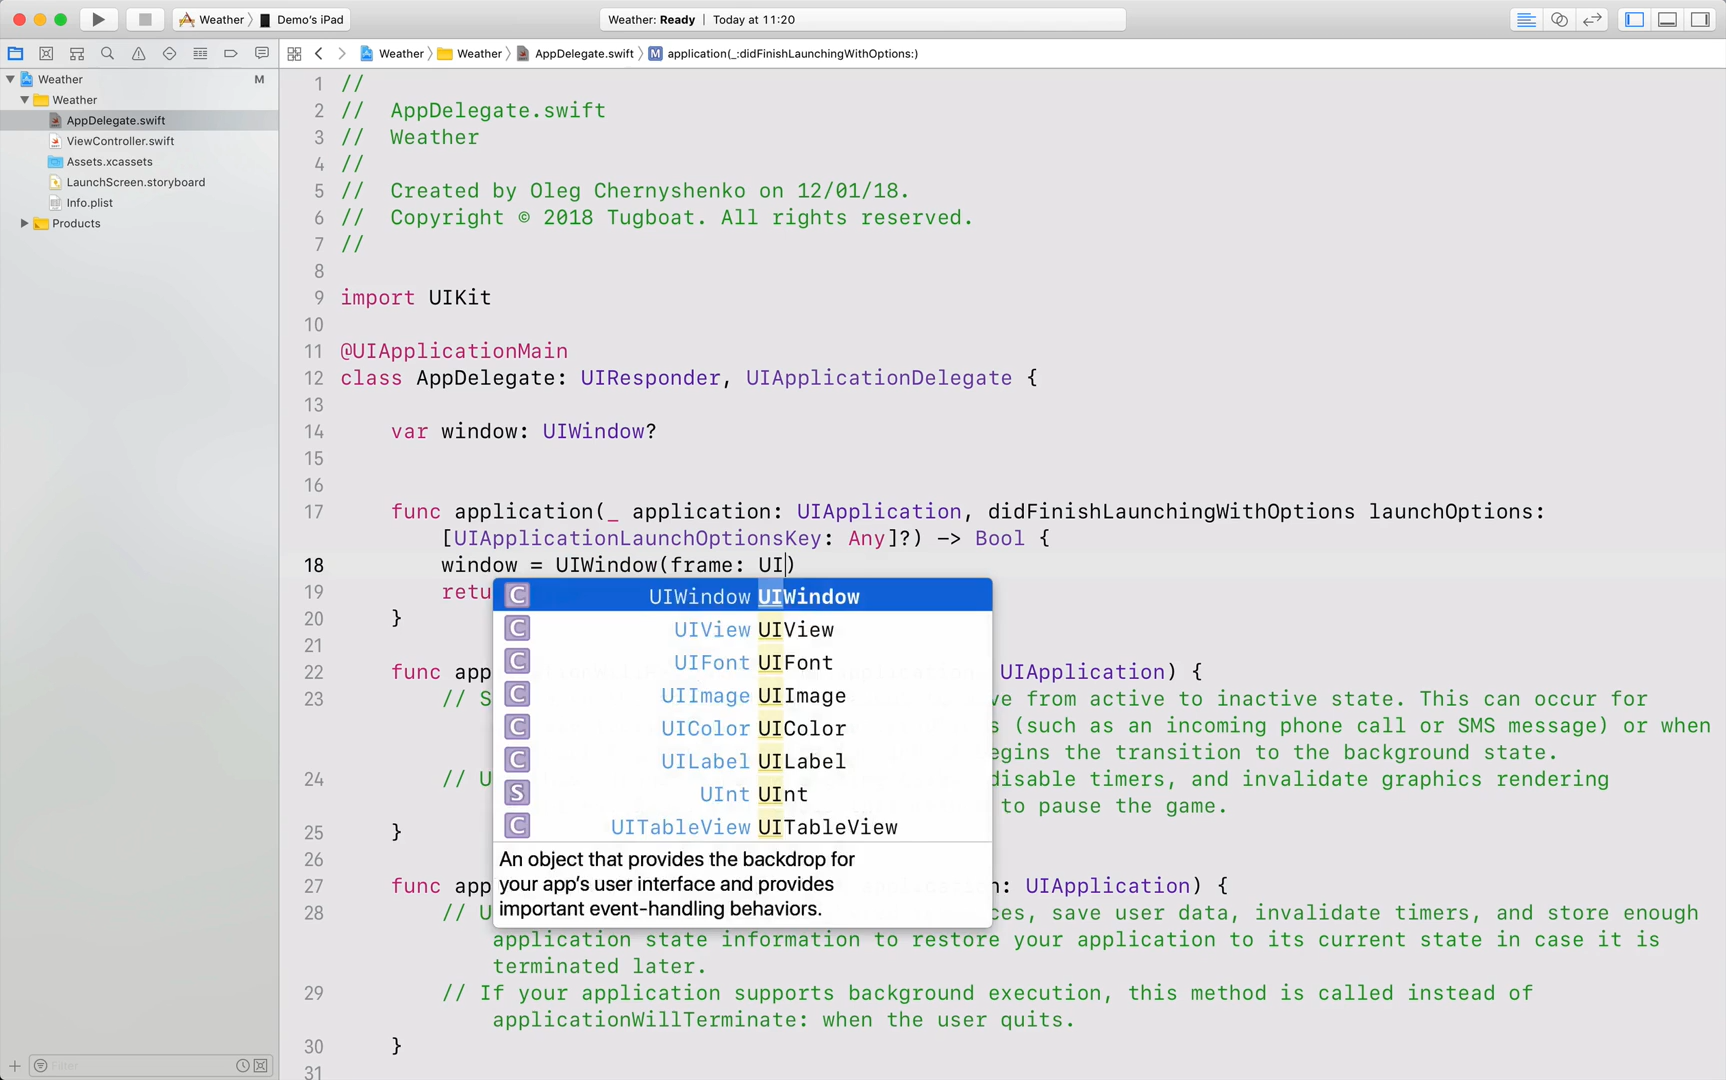 Weather
Demo's iPad
Weather: Ready | Today at 11:20
Weather
Weather
AppDelegate.swift
M
application(_:didFinishLaunchingWithOptions:)
Weather
M
Weather
AppDelegate.swift
ViewController.swift
Assets.xcassets
LaunchScreen.storyboard
Info.plist
Products
Filter
1 //
2 // AppDelegate.swift
3 // Weather
4 //
5 // Created by Oleg Chernyshenko on 12/01/18.
6 // Copyright © 2018 Tugboat. All rights reserved.
7 //
8
9 import UIKit
10
11 @UIApplicationMain
12 class AppDelegate: UIResponder, UIApplicationDelegate {
13
14 var window: UIWindow?
15
16
17 func application(_ application: UIApplication, didFinishLaunchingWithOptions launchOptions:
[UIApplicationLaunchOptionsKey: Any]?) -> Bool {
18 window = UIWindow(frame: UI)
19 retu
C UIWindow UIWindow
C UIView UIView
C UIFont UIFont
C UIImage UIImage
C UIColor UIColor
C UILabel UILabel
S UInt UInt
C UITableView UITableView
An object that provides the backdrop for
your app's user interface and provides
important event-handling behaviors.
20 }
21
22 func app UIApplication) {
23 // S ve from active to inactive state. This can occur for
s (such as an incoming phone call or SMS message) or when
egins the transition to the background state.
24 // U disable timers, and invalidate graphics rendering
to pause the game.
25 }
26
27 func app n: UIApplication) {
28 // U ces, save user data, invalidate timers, and store enough
application state information to restore your application to its current state in case it is
terminated later.
29 // If your application supports background execution, this method is called instead of
applicationWillTerminate: when the user quits.
30 }
31